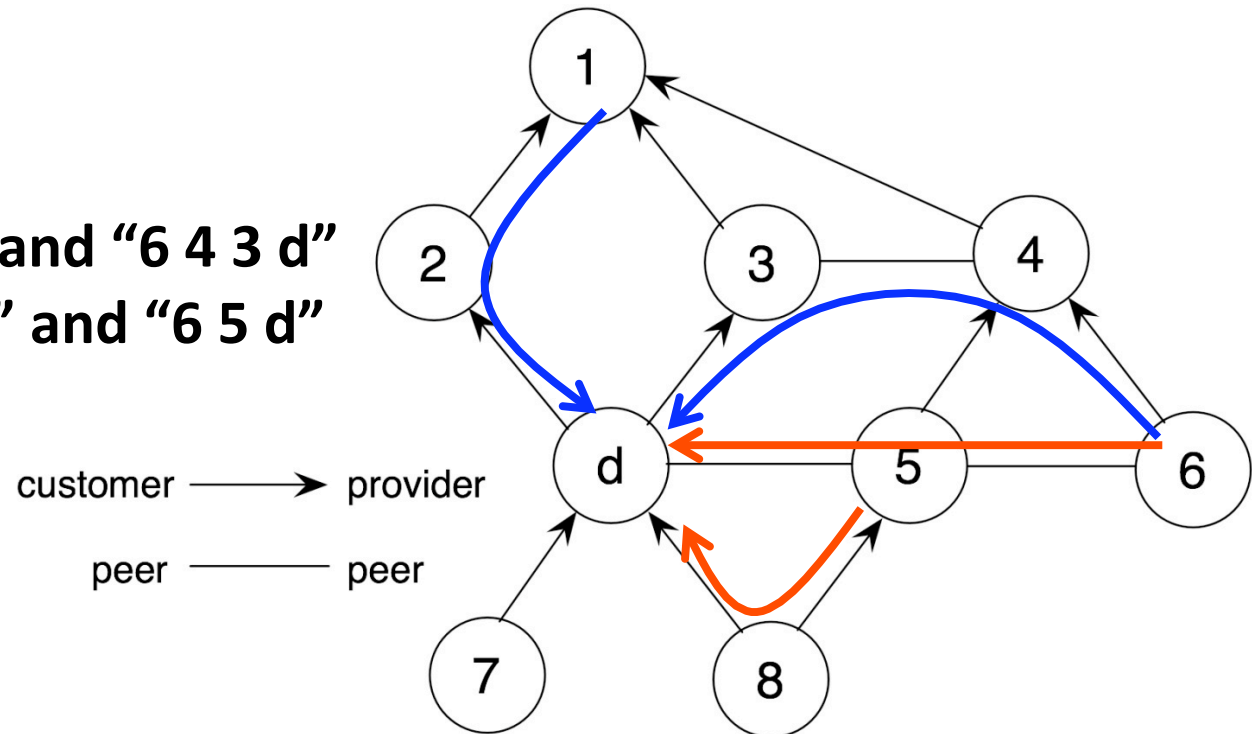 1
and “6 4 3 d”
2
3
4
” and “6 5 d”
d
5
6
customer
provider
peer
peer
7
8